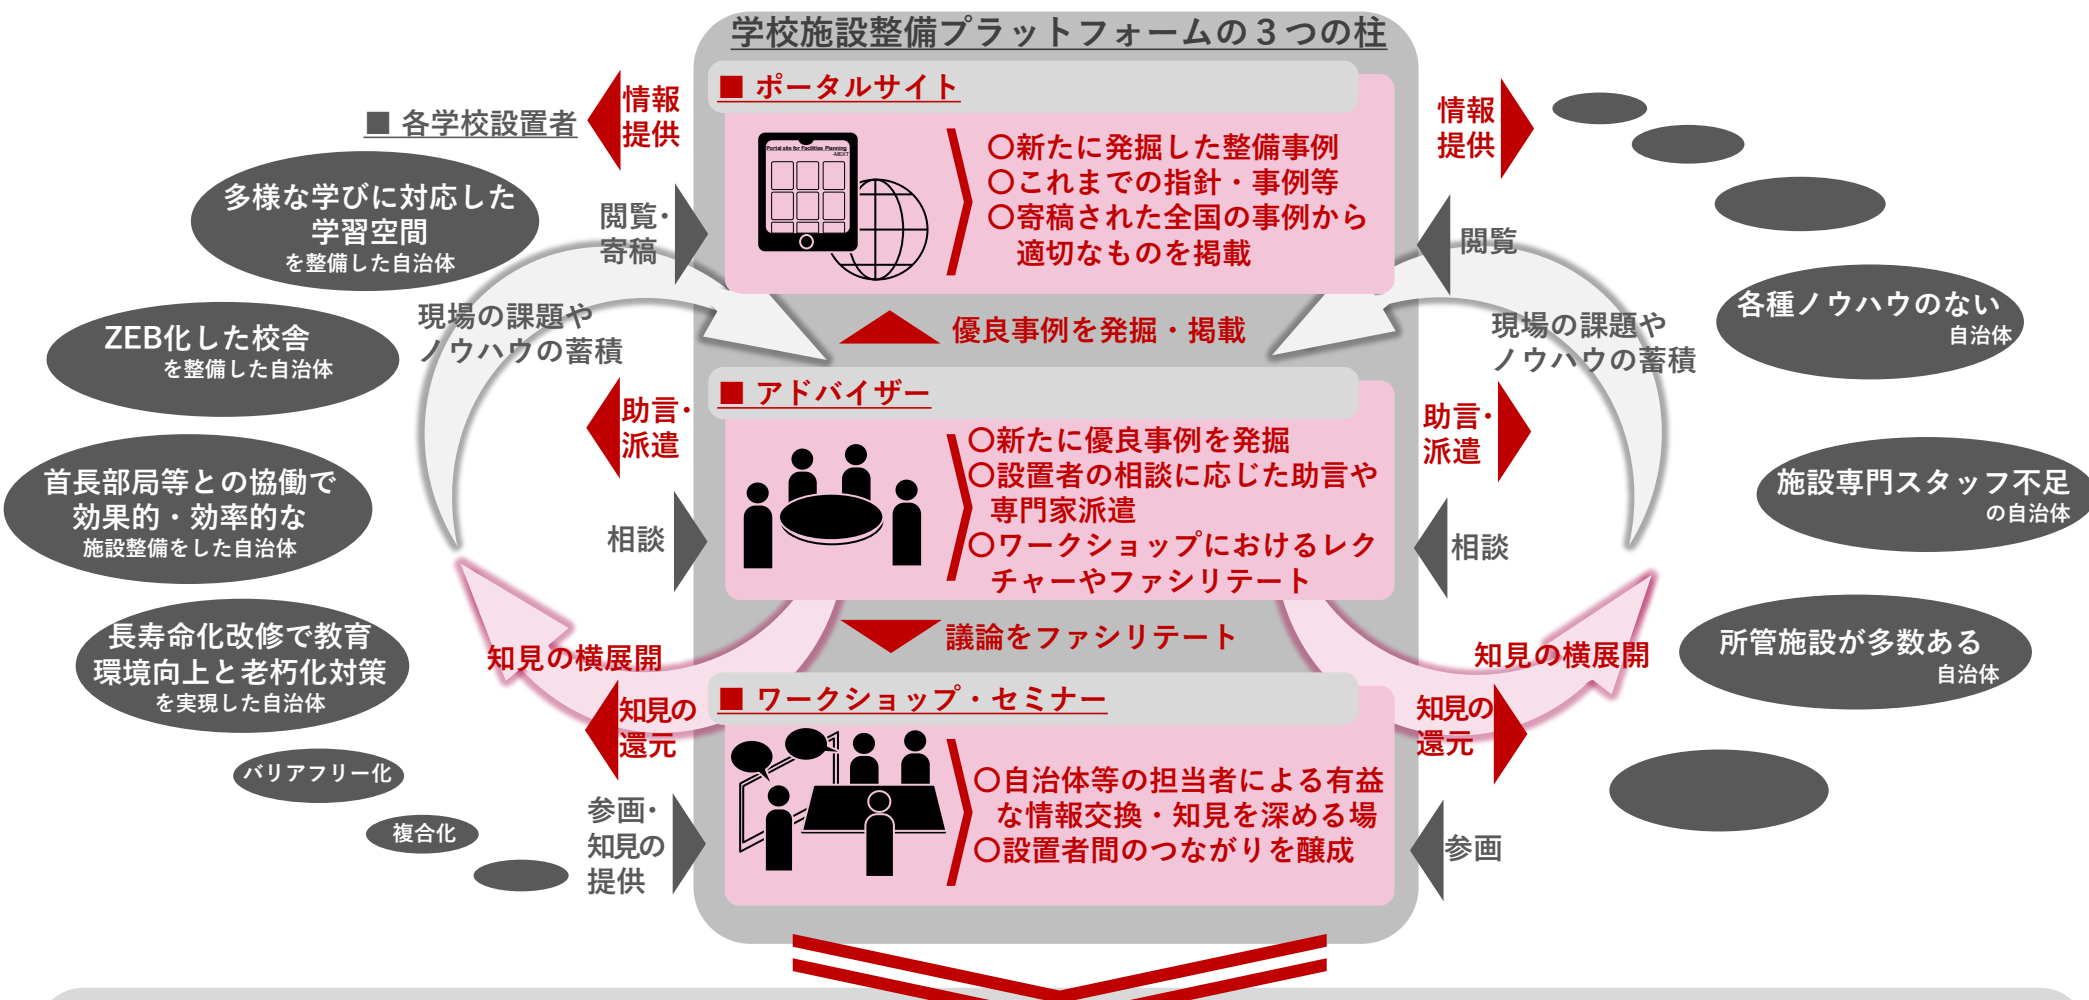 学校施設整備プラットフォームの３つの柱
■ 各学校設置者
多様な学びに対応した
学習空間
を整備した自治体
ZEB化した校舎
を整備した自治体
首長部局等との協働で
効果的・効率的な
施設整備をした自治体
長寿命化改修で教育
環境向上と老朽化対策
を実現した自治体
バリアフリー化
複合化
情報
提供
閲覧・
寄稿
現場の課題や
ノウハウの蓄積
助言・
派遣
相談
知見の横展開
知見の
還元
参画・
知見の
提供
■ ポータルサイト
Portal site for Facilities Planning
-MEXT
〇新たに発掘した整備事例
〇これまでの指針・事例等
〇寄稿された全国の事例から
適切なものを掲載
優良事例を発掘・掲載
■ アドバイザー
〇新たに優良事例を発掘
〇設置者の相談に応じた助言や
専門家派遣
〇ワークショップにおけるレク
チャーやファシリテート
議論をファシリテート
■ ワークショップ・セミナー
〇自治体等の担当者による有益
な情報交換・知見を深める場
〇設置者間のつながりを醸成
情報
提供
閲覧
現場の課題や
ノウハウの蓄積
助言・
派遣
相談
知見の横展開
知見の
還元
参画
各種ノウハウのない
自治体
施設専門スタッフ不足
の自治体
所管施設が多数ある
自治体